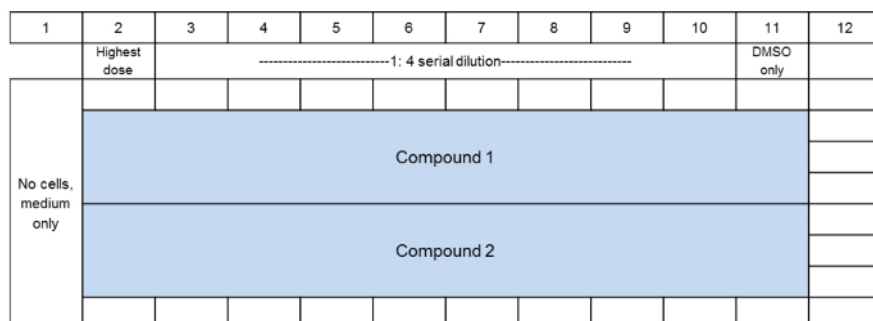 1 2 3 4 5 6 7 8 9 10 11 12
Highest
dose
---------------------------1: 4 serial dilution---------------------------
DMSO
only
No cells,
medium
only
Compound 1
Compound 2